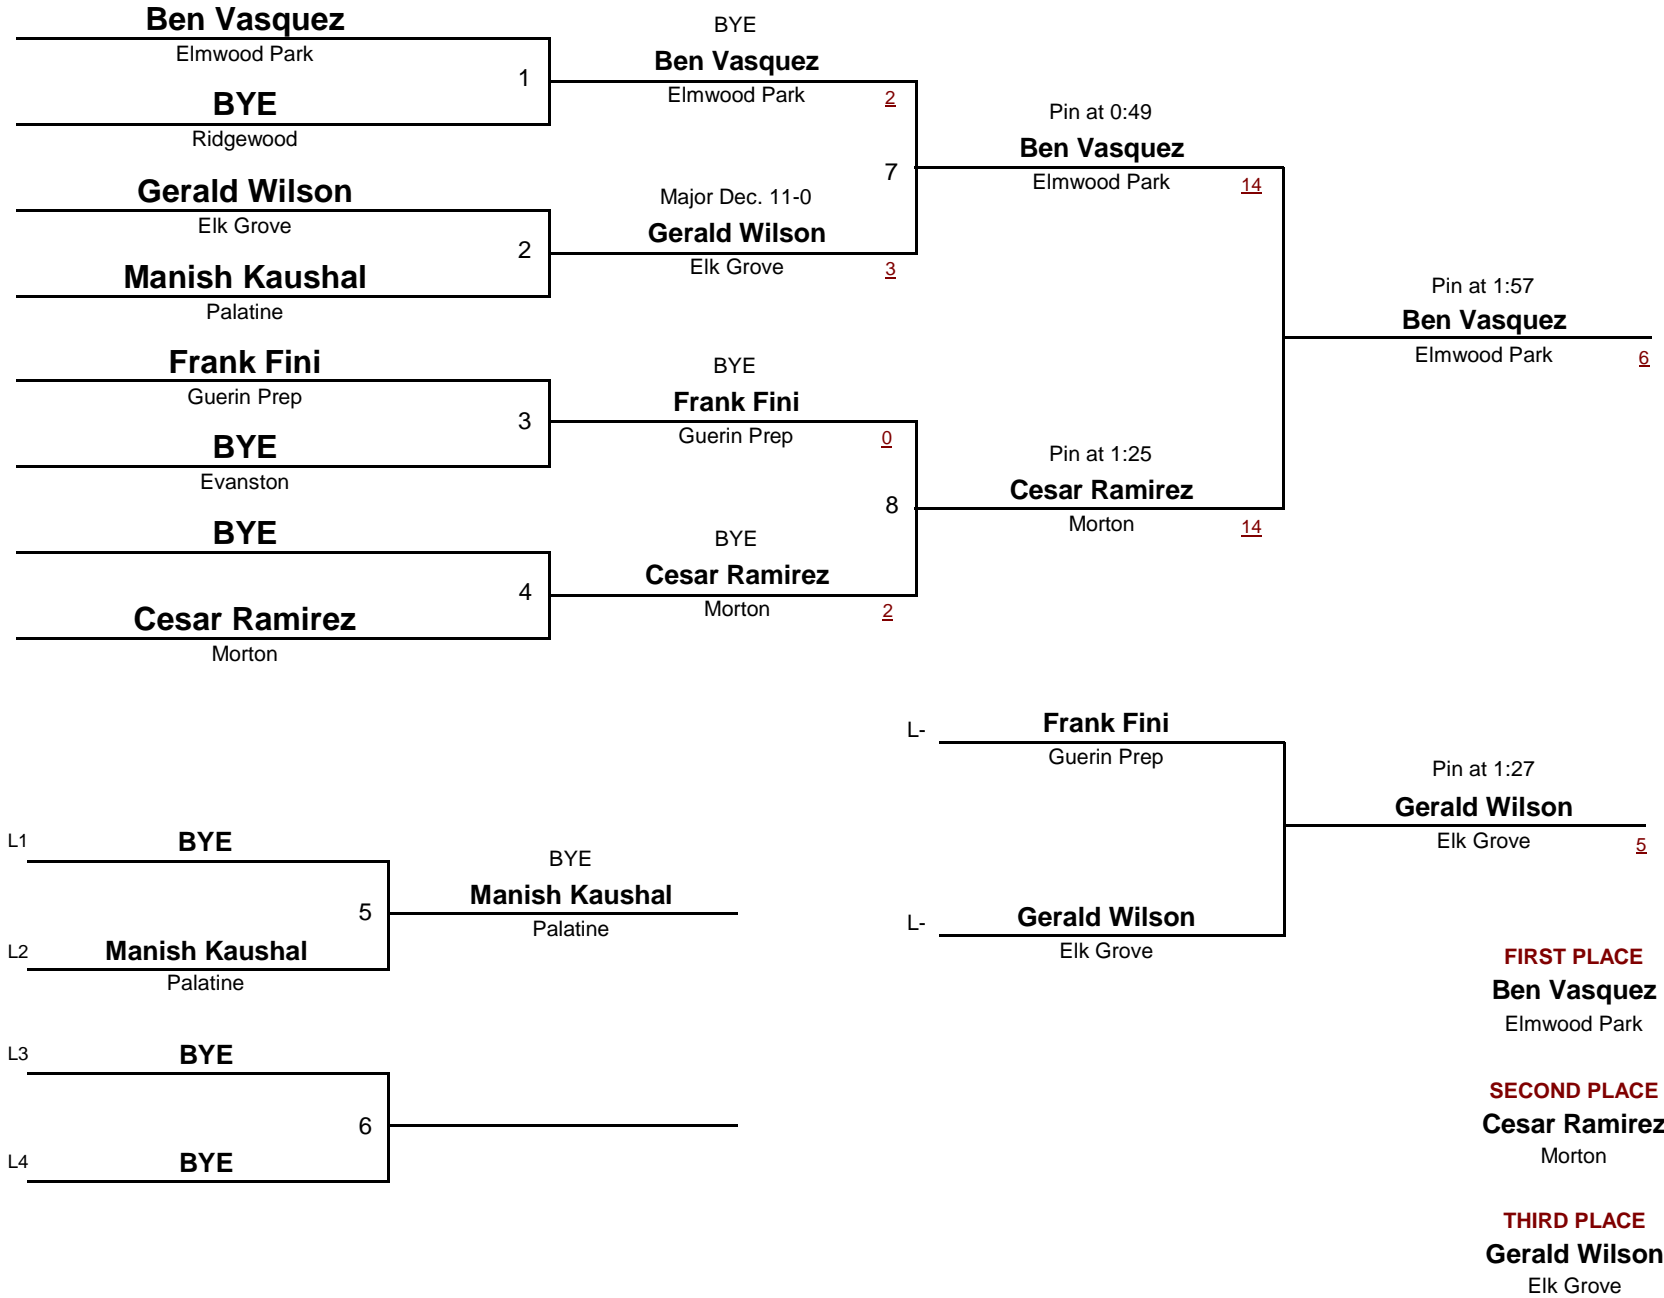 Ben Vasquez
Elmwood Park
1
BYE
Ridgewood
Gerald Wilson
Elk Grove
2
Manish Kaushal
Palatine
Frank Fini
Guerin Prep
3
BYE
Evanston
BYE
4
Cesar Ramirez
Morton
BYE
Ben Vasquez
Elmwood Park 2
7
Major Dec. 11-0
Gerald Wilson
Elk Grove 3
BYE
Frank Fini
Guerin Prep 0
8
BYE
Cesar Ramirez
Morton 2
Pin at 0:49
Ben Vasquez
Elmwood Park 14
Pin at 1:25
Cesar Ramirez
Morton 14
Pin at 1:57
Ben Vasquez
Elmwood Park 6
L1 BYE
5
L2 Manish Kaushal
Palatine
BYE
Manish Kaushal
Palatine
L3 BYE
6
L4 BYE
L- Frank Fini
Guerin Prep
L- Gerald Wilson
Elk Grove
Pin at 1:27
Gerald Wilson
Elk Grove 5
FIRST PLACE
Ben Vasquez
Elmwood Park
SECOND PLACE
Cesar Ramirez
Morton
THIRD PLACE
Gerald Wilson
Elk Grove